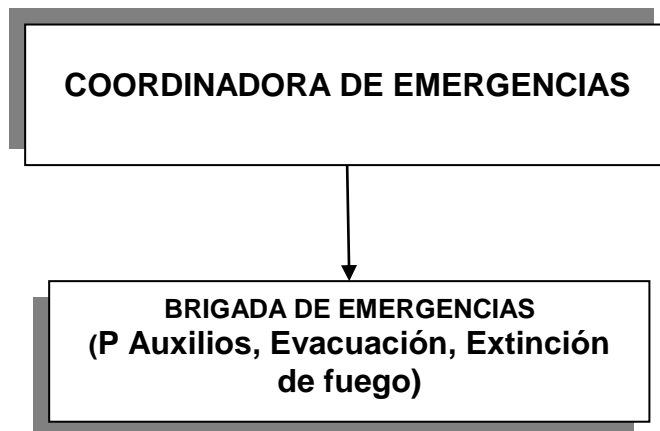 COORDINADORA DE EMERGENCIAS
BRIGADA DE EMERGENCIAS
(P Auxilios, Evacuación, Extinción
de fuego)